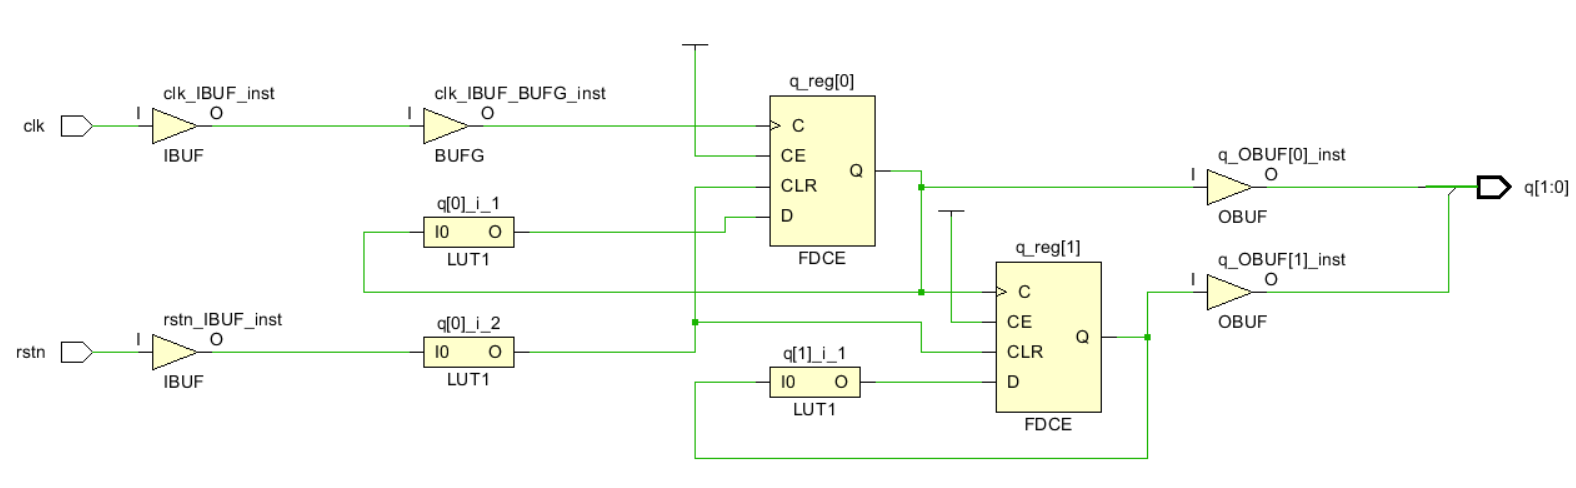 q_reg[0]
clk_IBUF_inst
clk_IBUF_BUFG_inst
I O
I O
clk
C
IBUF
BUFG
CE
Q
CLR
D
FDCE
q[0]_i_1
I0 O
LUT1
q_OBUF[0]_inst
I O
OBUF
q[1:0]
q_reg[1]
C
CE
Q
CLR
D
FDCE
q_OBUF[1]_inst
I O
OBUF
rstn_IBUF_inst
I O
rstn
IBUF
q[0]_i_2
I0 O
LUT1
q[1]_i_1
I0 O
LUT1